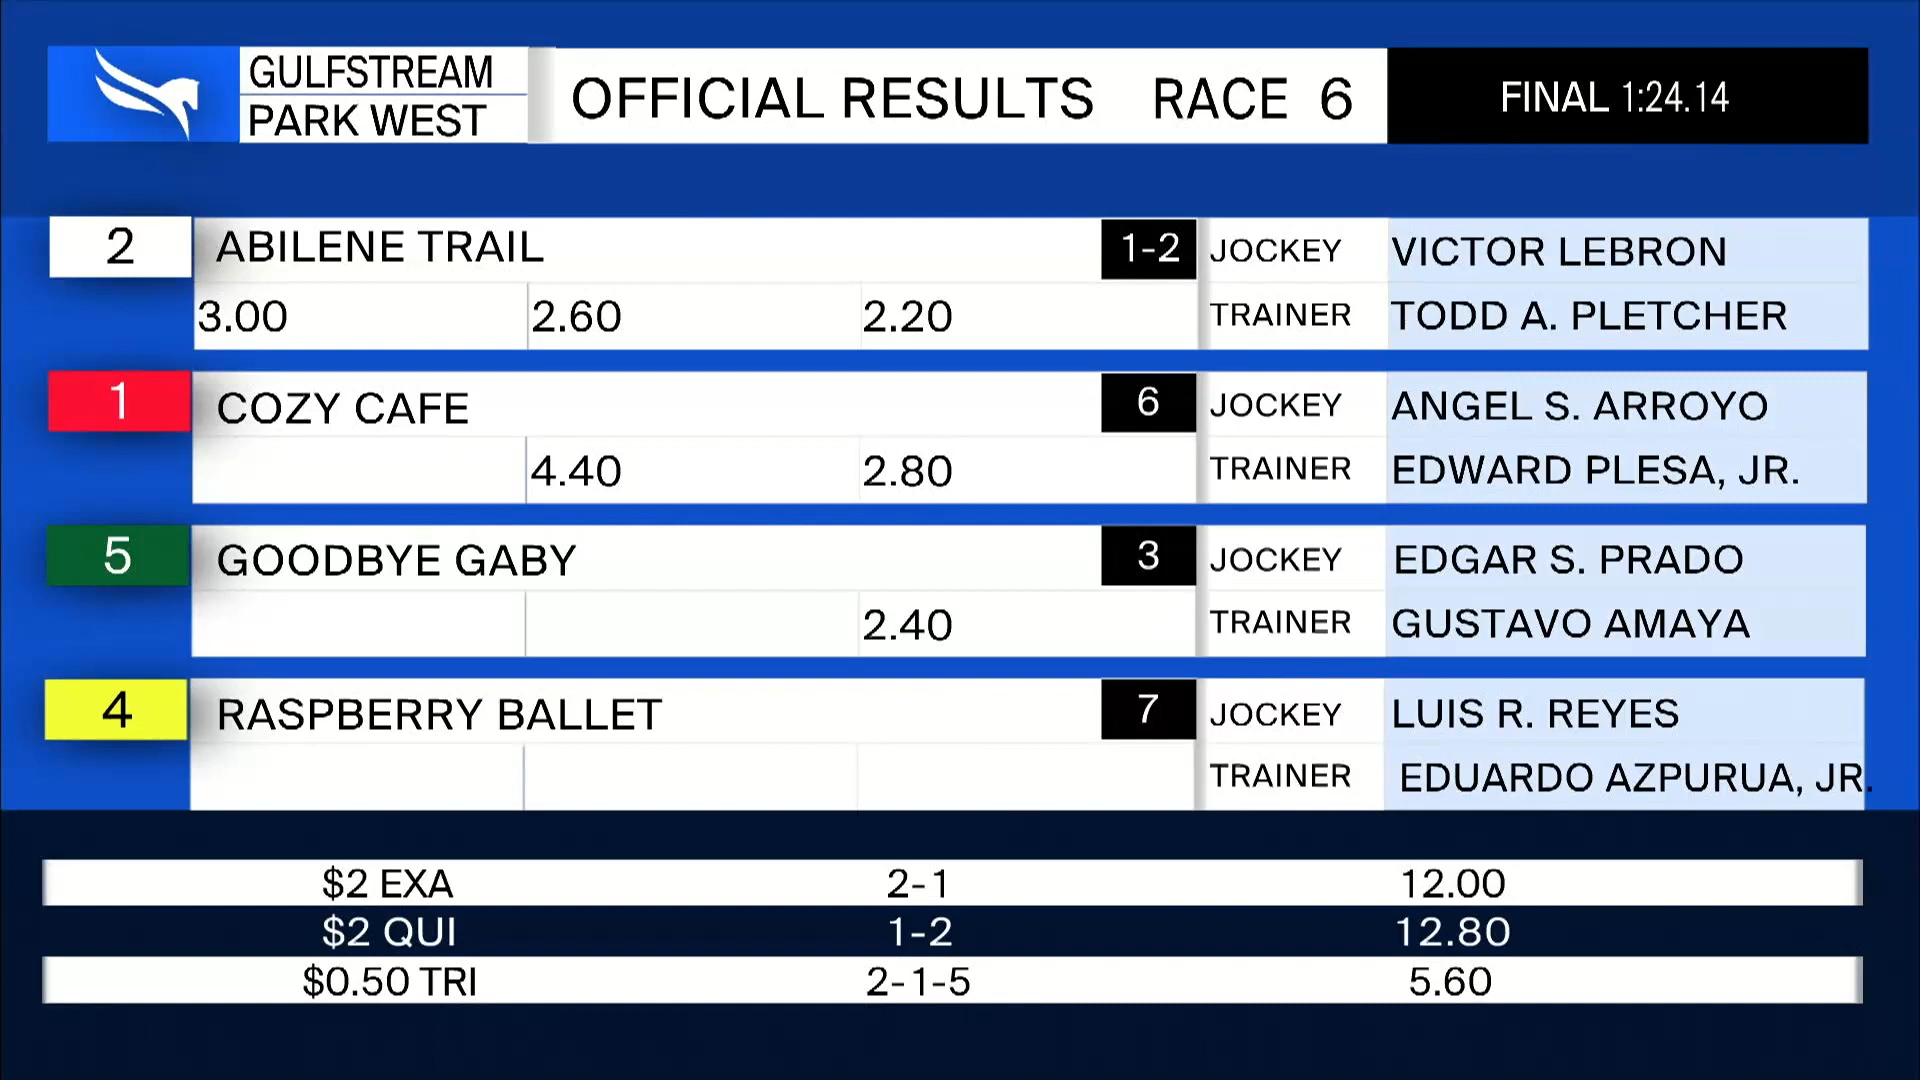 GULFSTREAM
PARK WEST
OFFICIAL RESULTS RACE 6
FINAL 1:24.14
2 ABILENE TRAIL 1-2 JOCKEY VICTOR LEBRON
3.00 2.60 2.20 TRAINER TODD A. PLETCHER
1 COZY CAFE 6 JOCKEY ANGEL S. ARROYO
4.40 2.80 TRAINER EDWARD PLESA, JR.
5 GOODBYE GABY 3 JOCKEY EDGAR S. PRADO
2.40 TRAINER GUSTAVO AMAYA
4 RASPBERRY BALLET 7 JOCKEY LUIS R. REYES
TRAINER EDUARDO AZPURUA, JR.
$2 EXA 2-1 12.00
$2 QUI 1-2 12.80
$0.50 TRI 2-1-5 5.60